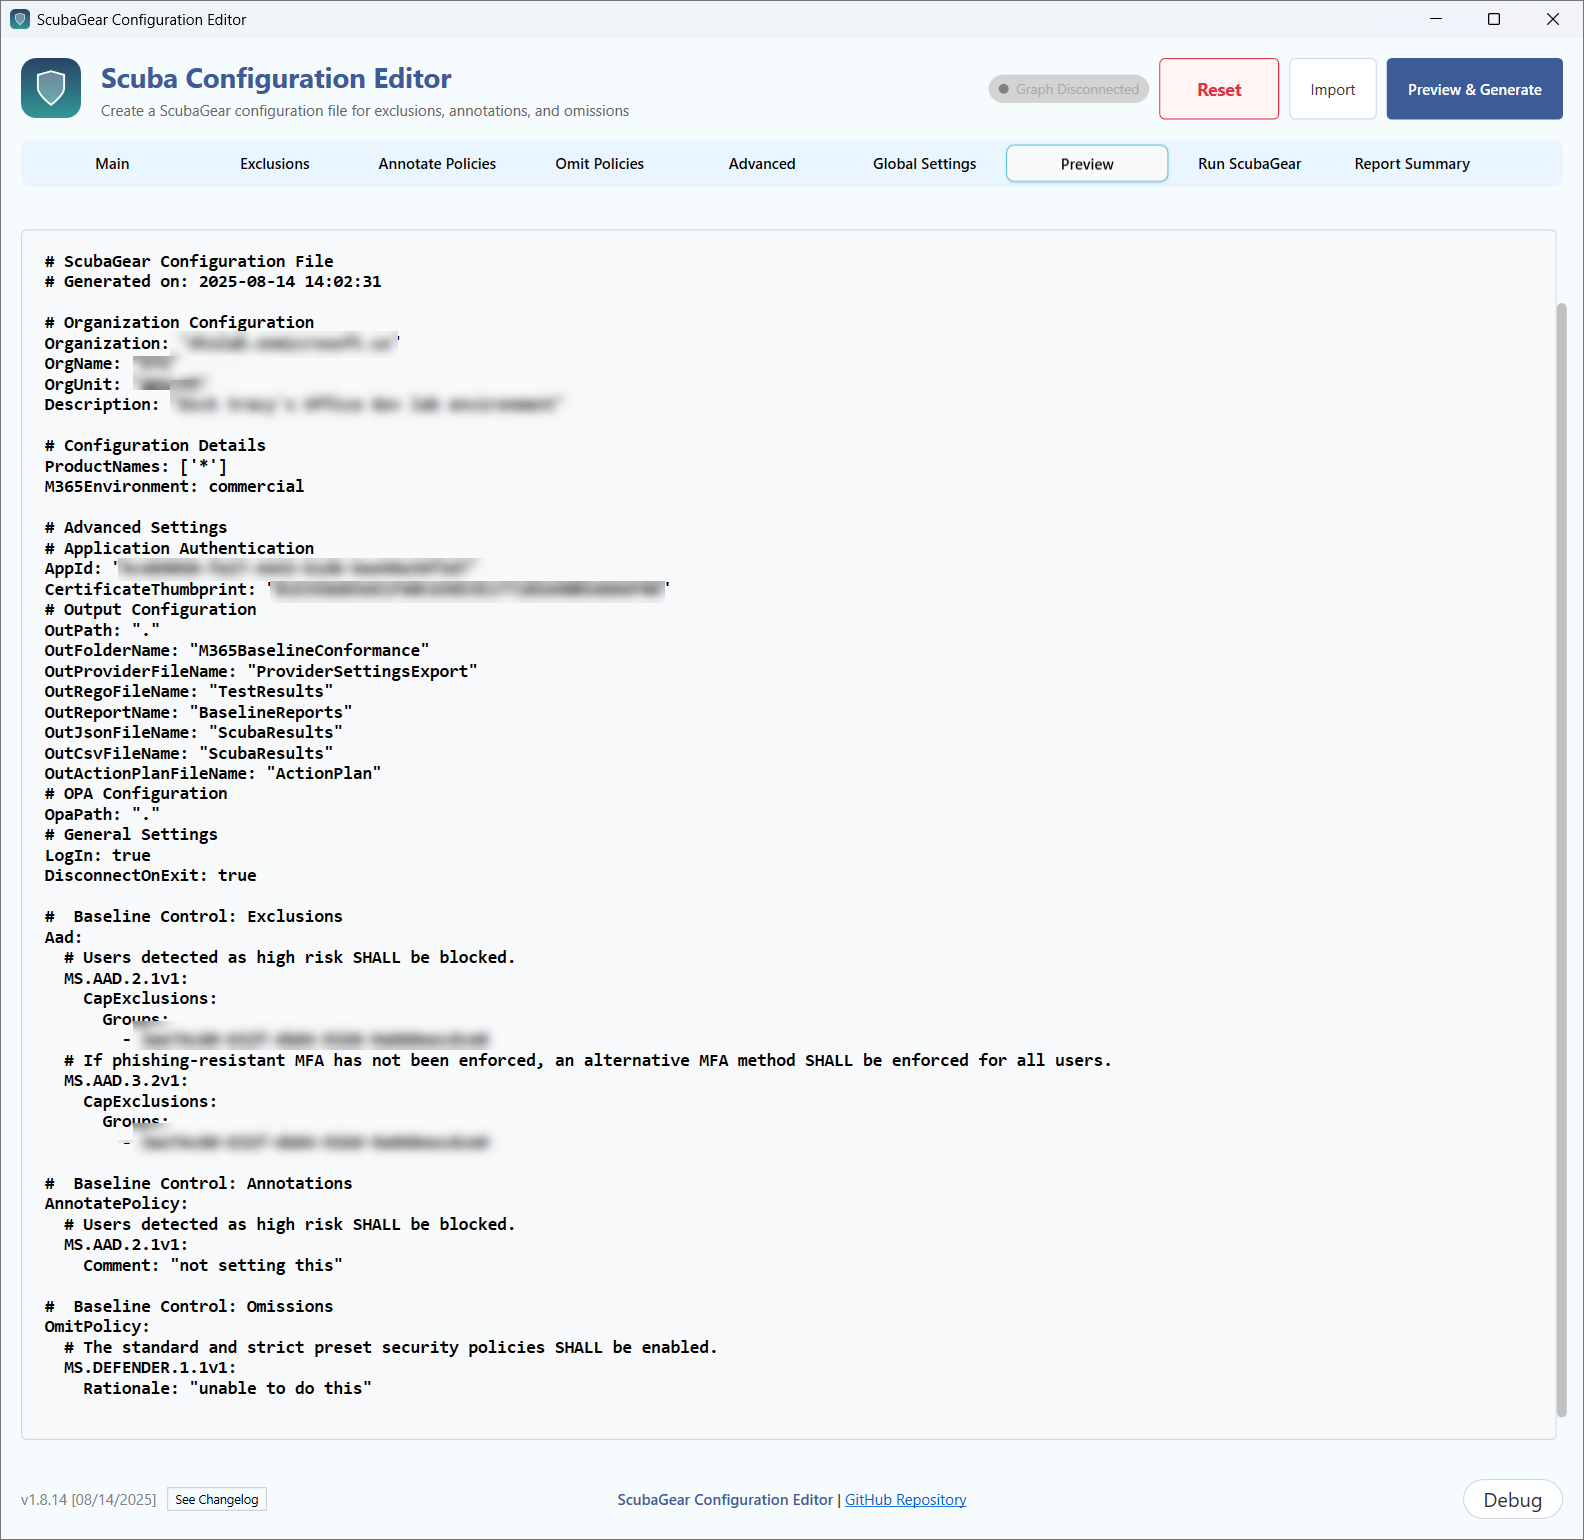 ScubaGear Configuration Editor
Scuba Configuration Editor
Create a ScubaGear configuration file for exclusions, annotations, and omissions
Graph Disconnected
Reset
Import
Preview & Generate
Main
Exclusions
Annotate Policies
Omit Policies
Advanced
Global Settings
Preview
Run ScubaGear
Report Summary
# ScubaGear Configuration File
# Generated on: 2025-08-14 14:02:31
# Organization Configuration
Organization: '
OrgName:
OrgUnit:
Description:
# Configuration Details
ProductNames: ['*']
M365Environment: commercial
# Advanced Settings
# Application Authentication
AppId: '
CertificateThumbprint: ' '
# Output Configuration
OutPath: "."
OutFolderName: "M365BaselineConformance"
OutProviderFileName: "ProviderSettingsExport"
OutRegoFileName: "TestResults"
OutReportName: "BaselineReports"
OutJsonFileName: "ScubaResults"
OutCsvFileName: "ScubaResults"
OutActionPlanFileName: "ActionPlan"
# OPA Configuration
OpaPath: "."
# General Settings
LogIn: true
DisconnectOnExit: true
#  Baseline Control: Exclusions
Aad:
  # Users detected as high risk SHALL be blocked.
  MS.AAD.2.1v1:
    CapExclusions:
      Groups:
        -
  # If phishing-resistant MFA has not been enforced, an alternative MFA method SHALL be enforced for all users.
  MS.AAD.3.2v1:
    CapExclusions:
      Groups:
        -
#  Baseline Control: Annotations
AnnotatePolicy:
  # Users detected as high risk SHALL be blocked.
  MS.AAD.2.1v1:
    Comment: "not setting this"
#  Baseline Control: Omissions
OmitPolicy:
  # The standard and strict preset security policies SHALL be enabled.
  MS.DEFENDER.1.1v1:
    Rationale: "unable to do this"
v1.8.14 [08/14/2025]
See Changelog
ScubaGear Configuration Editor | GitHub Repository
Debug